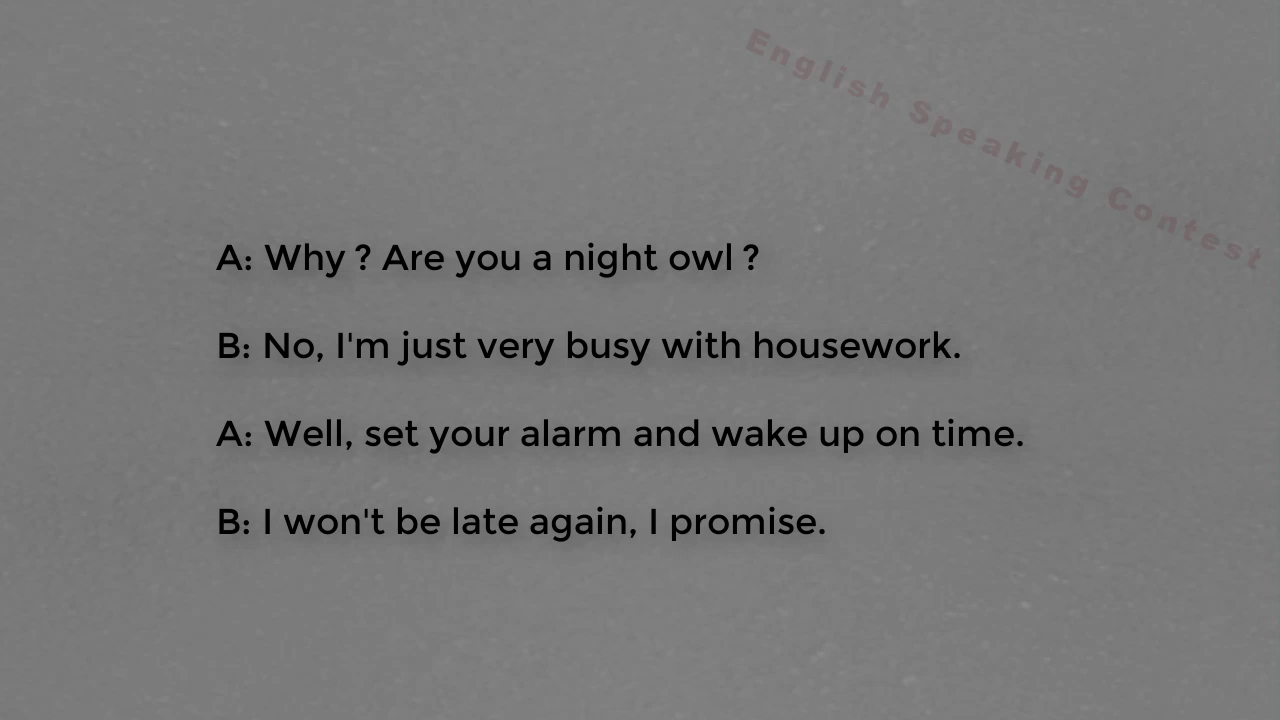 English Speaking Contest
A: Why ? Are you a night owl ?
B: No, I'm just very busy with housework.
A: Well, set your alarm and wake up on time.
B: I won't be late again, I promise.